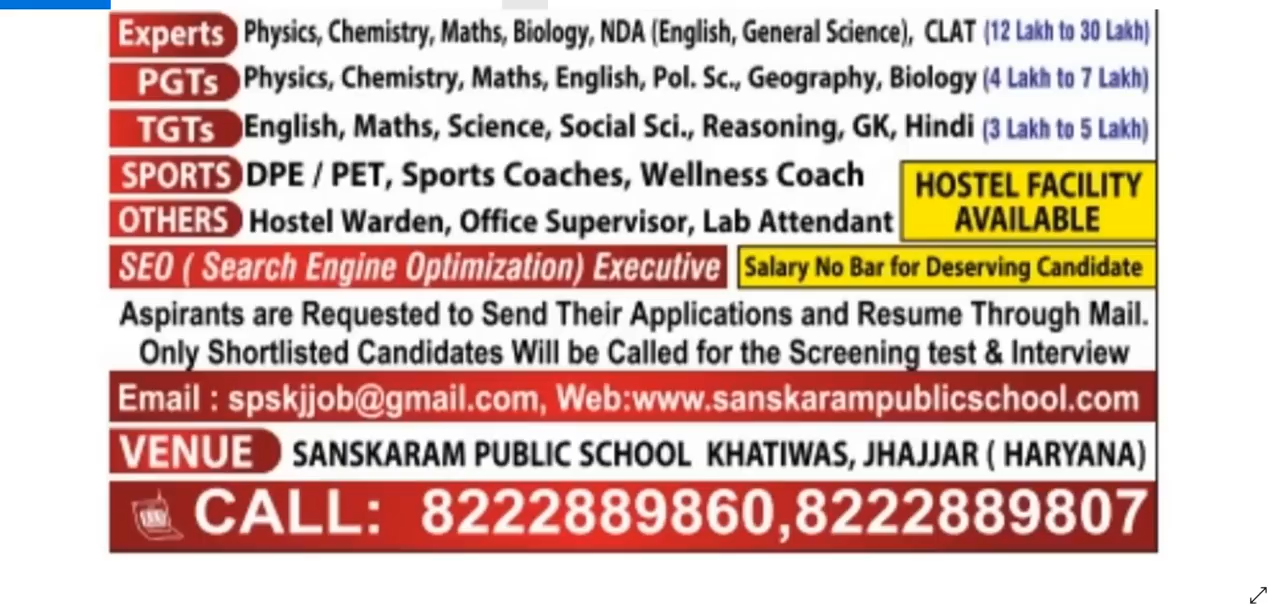 Experts Physics, Chemistry, Maths, Biology, NDA (English, General Science), CLAT (12 Lakh to 30 Lakh)
PGTs Physics, Chemistry, Maths, English, Pol. Sc., Geography, Biology (4 Lakh to 7 Lakh)
TGTs English, Maths, Science, Social Sci., Reasoning, GK, Hindi (3 Lakh to 5 Lakh)
SPORTS DPE / PET, Sports Coaches, Wellness Coach
OTHERS Hostel Warden, Office Supervisor, Lab Attendant
HOSTEL FACILITY
AVAILABLE
SEO ( Search Engine Optimization) Executive
Salary No Bar for Deserving Candidate
Aspirants are Requested to Send Their Applications and Resume Through Mail.
Only Shortlisted Candidates Will be Called for the Screening test & Interview
Email : spskjjob@gmail.com, Web:www.sanskarampublicschool.com
VENUE SANSKARAM PUBLIC SCHOOL KHATIWAS, JHAJJAR ( HARYANA)
CALL: 8222889860,8222889807